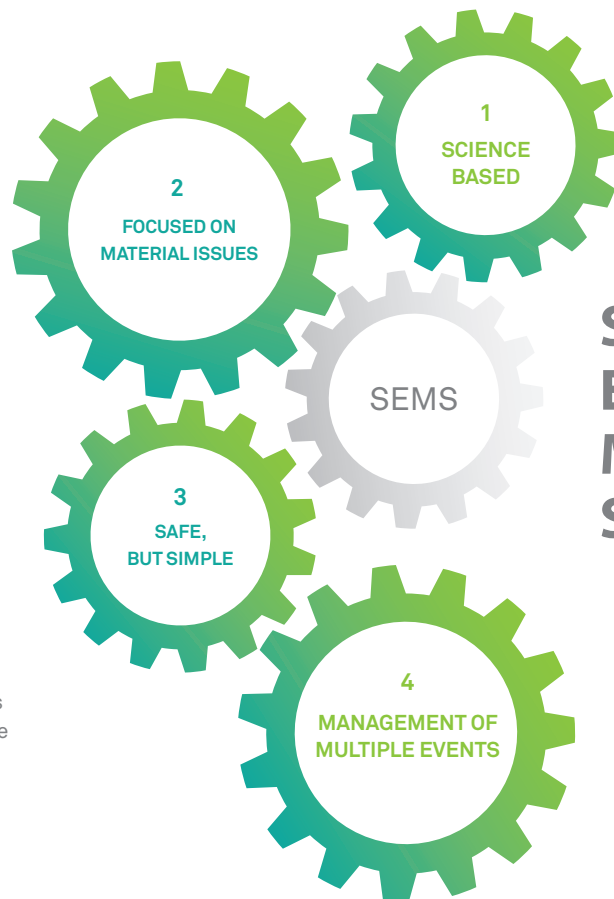 1
SCIENCE
BASED
2
FOCUSED ON
MATERIAL ISSUES
SEMS
3
SAFE,
BUT SIMPLE
4
MANAGEMENT OF
MULTIPLE EVENTS